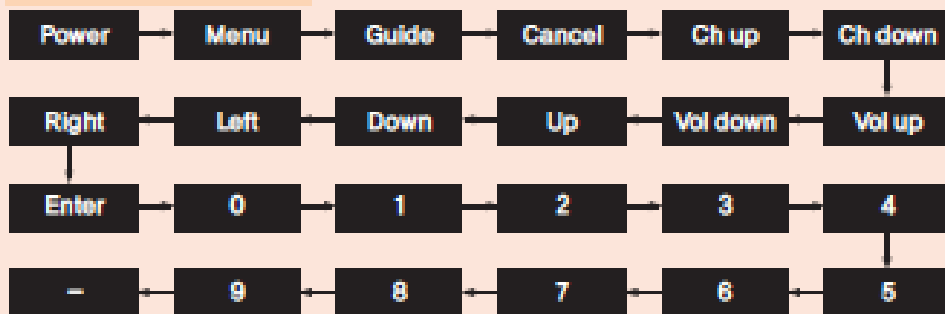 Power Menu Guide Cancel Ch up Ch down
Right Left Down Up Vol down Vol up
Enter 0 1 2 3 4
– 9 8 7 6 5